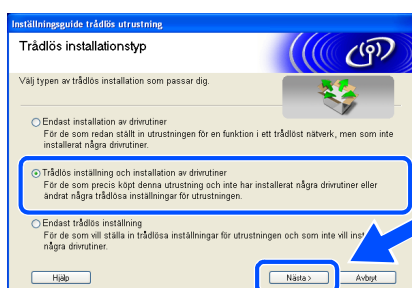 Inställningsguide trådlös utrustning
Trådlös installationstyp
Välj typen av trådlös installation som passar dig.
Endast installation av drivrutiner
För de som redan ställt in utrustningen för en funktion i ett trådlöst nätverk, men som inte
installerat några drivrutiner.
Trådlös inställning och installation av drivrutiner
För de som precis köpt denna utrustning och inte har installerat några drivrutiner eller
ändrat några trådlösa inställningar för utrustningen.
Endast trådlös inställning
För de som vill ställa in trådlösa inställningar för utrustningen och som inte vill inst
några drivrutiner.
Hjälp
Nästa >
Avbryt